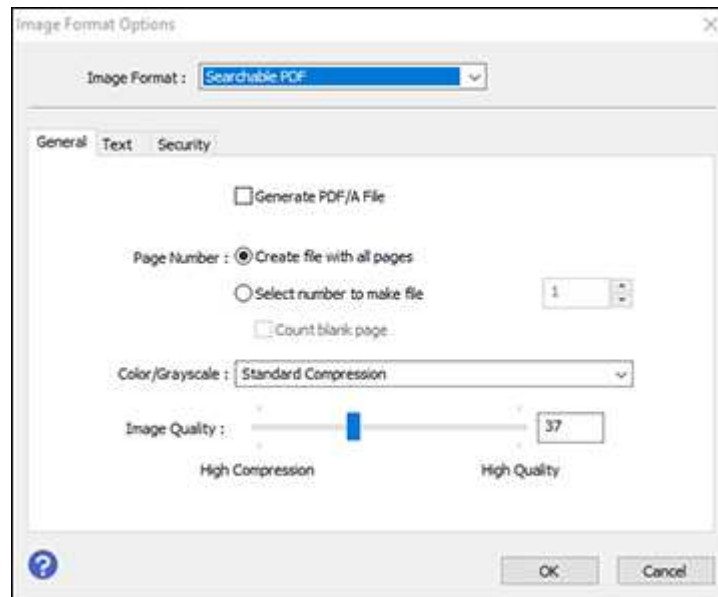 Image Format Options
Image Format : Searchable PDF
General Text Security
Generate PDF/A File
Page Number : Create file with all pages
Select number to make file 1
Count blank page
Color/Grayscale : Standard Compression
Image Quality : 37
High Compression High Quality
? OK Cancel